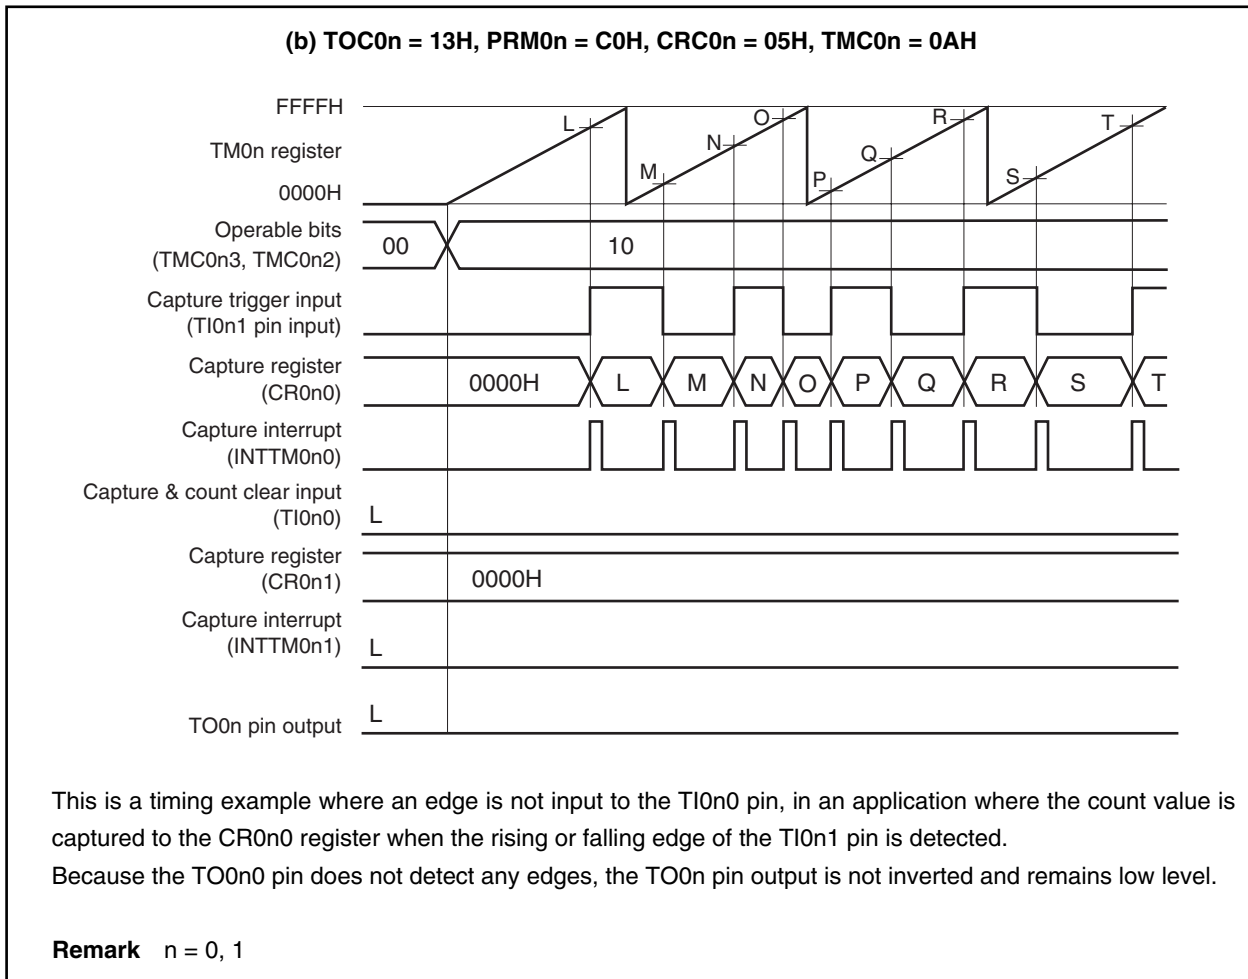 (b) TOC0n = 13H, PRM0n = C0H, CRC0n = 05H, TMC0n = 0AH
FFFFH
TM0n register
0000H
L
M
N
O
P
Q
R
S
T
Operable bits
(TMC0n3, TMC0n2)
00
10
Capture trigger input
(TI0n1 pin input)
Capture register
(CR0n0)
0000H
L
M
N
O
P
Q
R
S
T
Capture interrupt
(INTTM0n0)
Capture & count clear input
(TI0n0)
L
Capture register
(CR0n1)
0000H
Capture interrupt
(INTTM0n1)
L
TO0n pin output
L
This is a timing example where an edge is not input to the TI0n0 pin, in an application where the count value is
captured to the CR0n0 register when the rising or falling edge of the TI0n1 pin is detected.
Because the TO0n0 pin does not detect any edges, the TO0n pin output is not inverted and remains low level.
Remark n = 0, 1